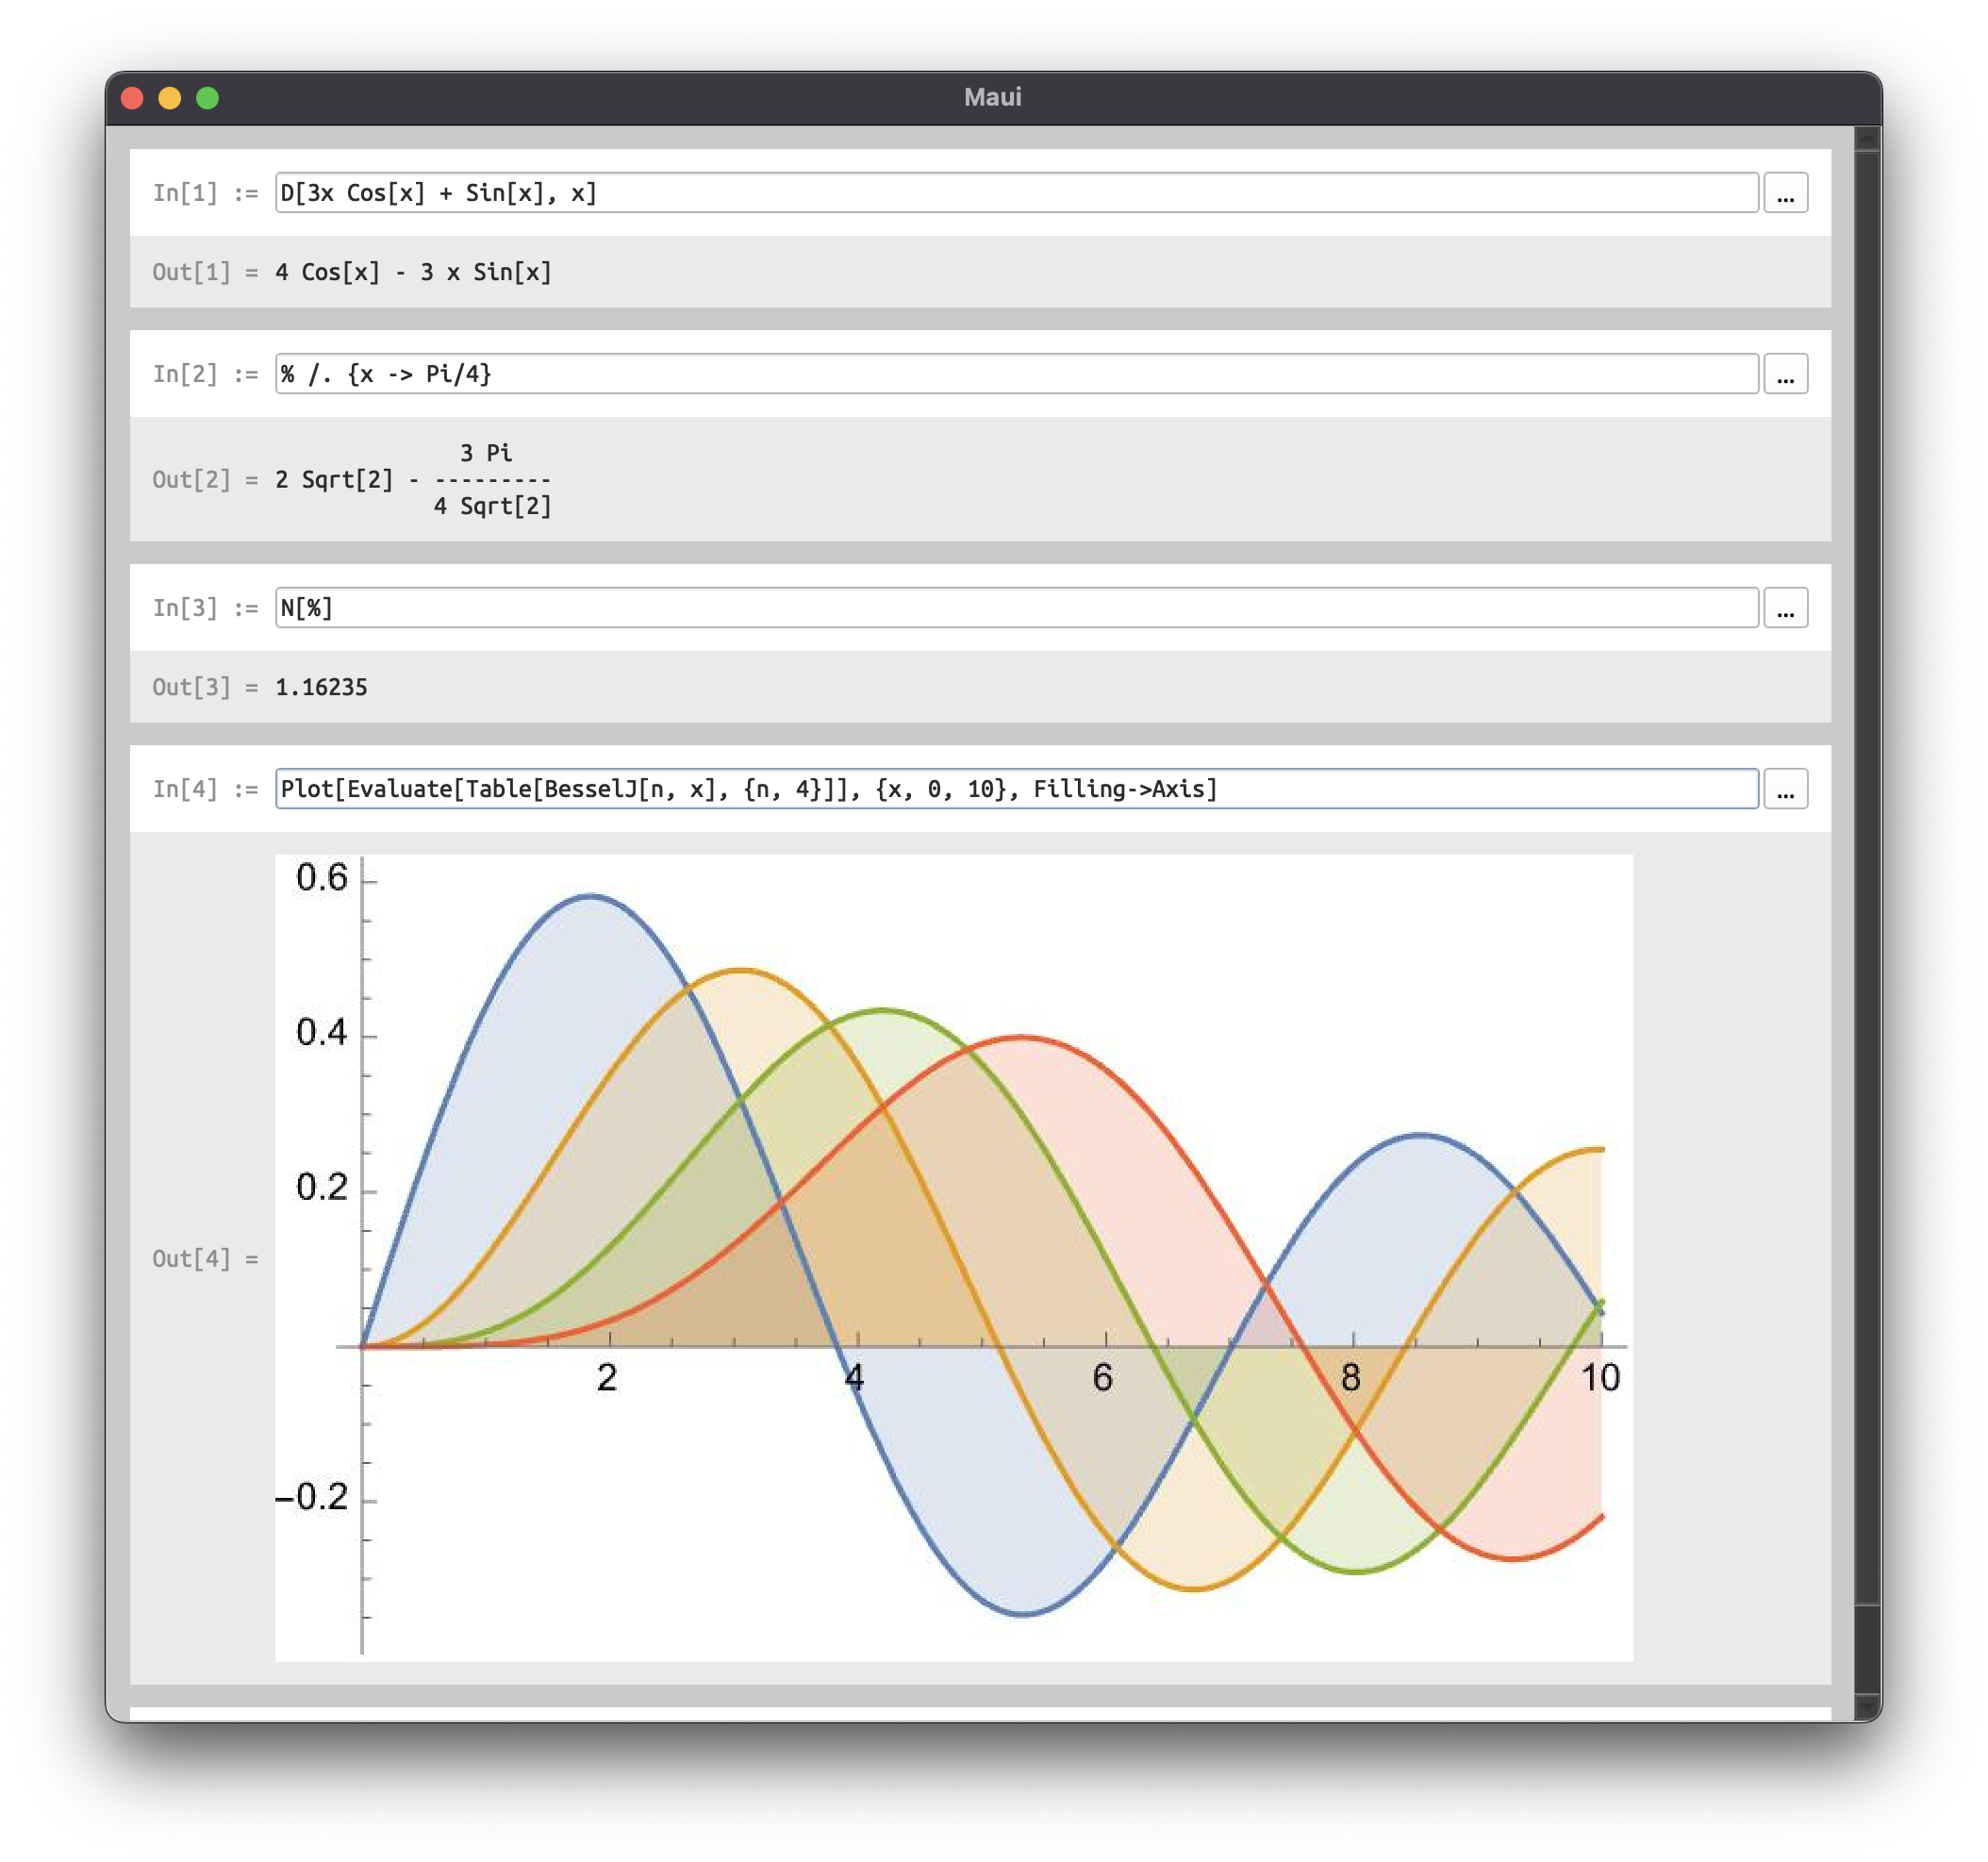 Maui
In[1] := D[3x Cos[x] + Sin[x], x] ...
Out[1] = 4 Cos[x] - 3 x Sin[x]
In[2] := % /. {x -> Pi/4} ...
3 Pi
Out[2] = 2 Sqrt[2] - ---------
4 Sqrt[2]
In[3] := N[%] ...
Out[3] = 1.16235
In[4] := Plot[Evaluate[Table[BesselJ[n, x], {n, 4}]], {x, 0, 10}, Filling->Axis] ...
0.6
0.4
0.2
Out[4] =
2 4 6 8 10
−0.2